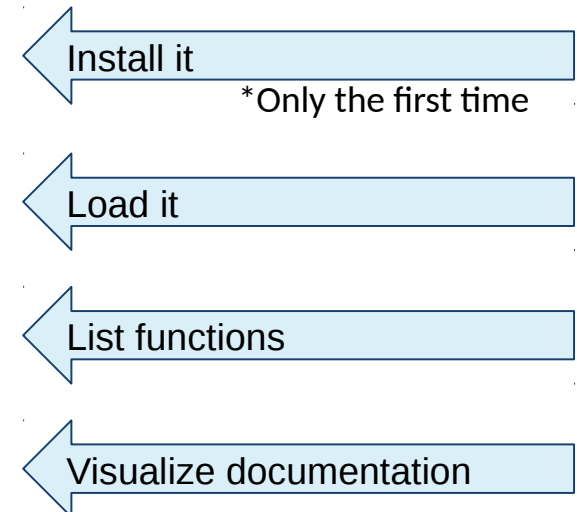 Install it
*Only the first time
Load it
List functions
Visualize documentation